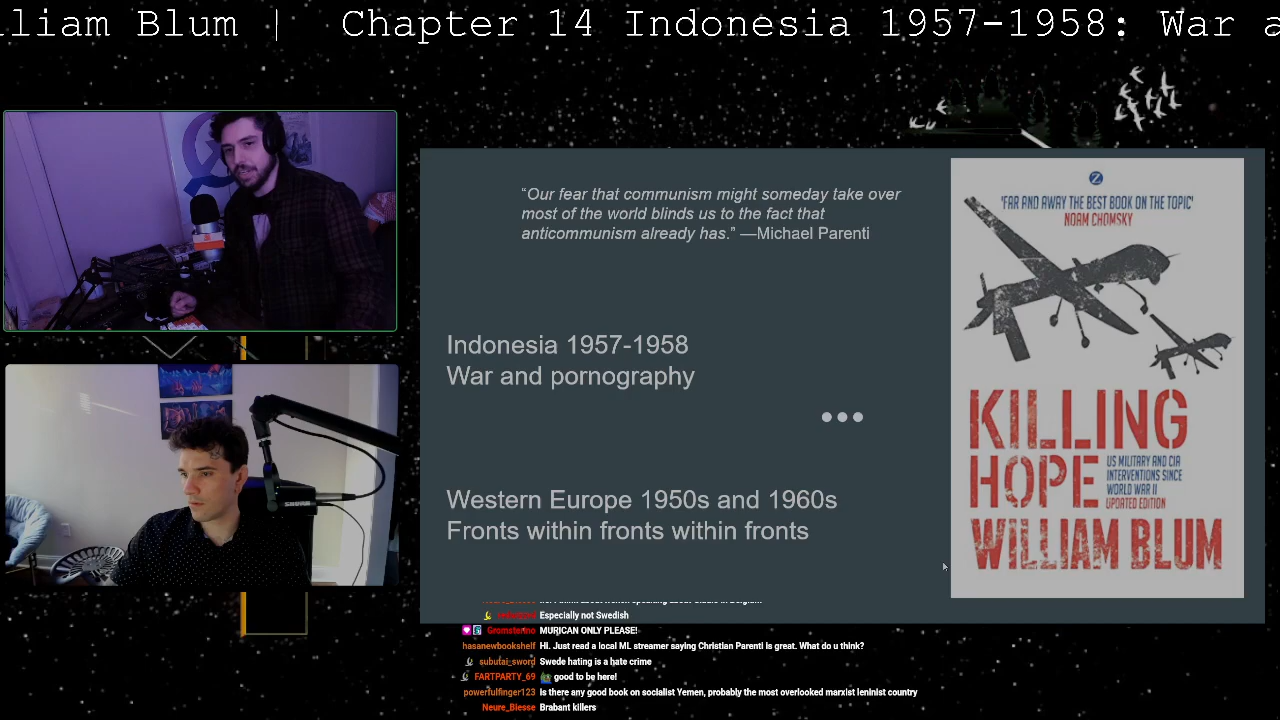 lliam Blum |  Chapter 14 Indonesia 1957-1958: War a
“Our fear that communism might someday take over
most of the world blinds us to the fact that
anticommunism already has.” —Michael Parenti
Indonesia 1957-1958
War and pornography
Western Europe 1950s and 1960s
Fronts within fronts within fronts
Z
'FAR AND AWAY THE BEST BOOK ON THE TOPIC'
NOAM CHOMSKY
KILLING
HOPE
US MILITARY AND CIA
INTERVENTIONS SINCE
WORLD WAR II
UPDATED EDITION
WILLIAM BLUM
SHURE
Especially not Swedish
Gromsterino MURICAN ONLY PLEASE!
hasanewbookshelf HI. Just read a local ML streamer saying Christian Parenti is great. What do u think?
subutai_sword Swede hating is a hate crime
FARTPARTY_69 good to be here!
powerfulfinger123 Is there any good book on socialist Yemen, probably the most overlooked marxist leninist country
Neure_Blesse Brabant killers